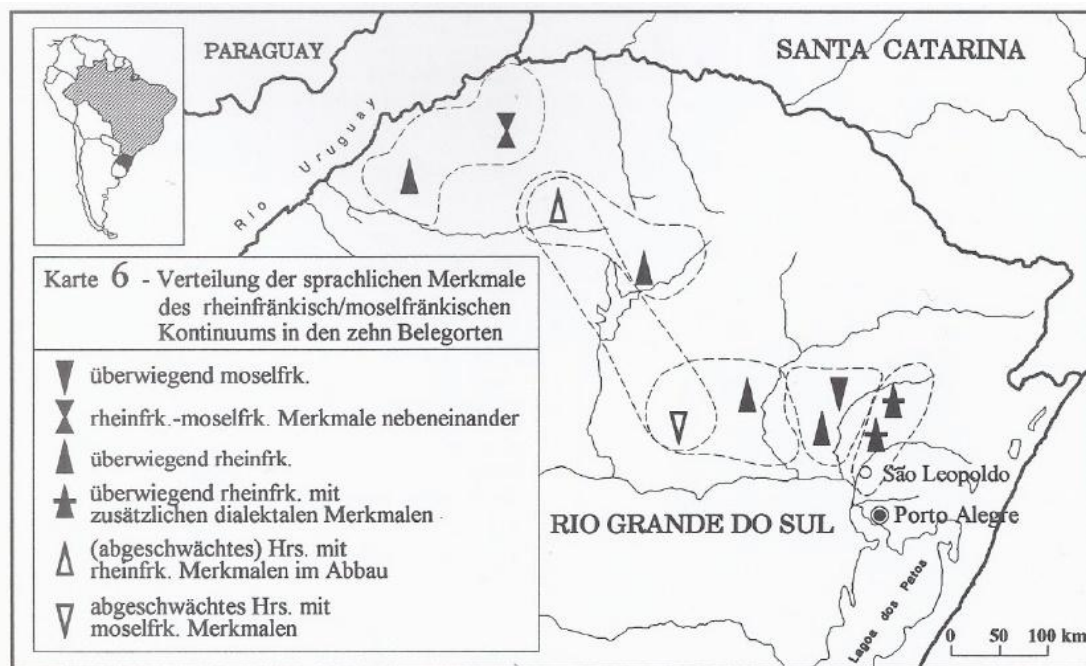 PARAGUAY
SANTA CATARINA
Rio Uruguay
Karte 6 - Verteilung der sprachlichen Merkmale
des rheinfränkisch/moselfränkischen
Kontinuums in den zehn Belegorten
überwiegend moselfrk.
rheinfrk.-moselfrk. Merkmale nebeneinander
überwiegend rheinfrk.
überwiegend rheinfrk. mit
zusätzlichen dialektalen Merkmalen
(abgeschwächtes) Hrs. mit
rheinfrk. Merkmalen im Abbau
abgeschwächtes Hrs. mit
moselfrk. Merkmalen
São Leopoldo
RIO GRANDE DO SUL
Porto Alegre
Lagoa dos Patos
0 50 100 km